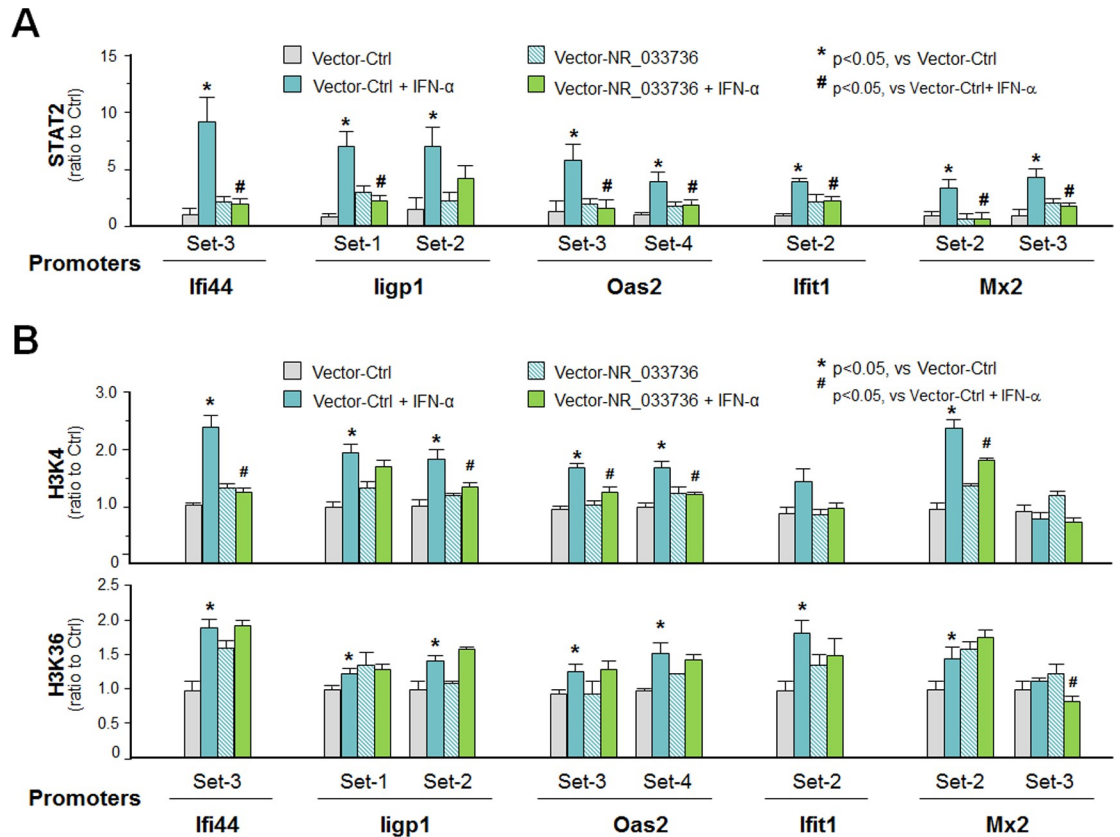 A
Vector-Ctrl
Vector-NR_033736
* p<0.05, vs Vector-Ctrl
Vector-Ctrl + IFN-α
Vector-NR_033736 + IFN-α
# p<0.05, vs Vector-Ctrl+ IFN-α
STAT2
(ratio to Ctrl)
15
10
5
0
* * * * * * * *
# # # # # # #
Set-3 Set-1 Set-2 Set-3 Set-4 Set-2 Set-2 Set-3
Promoters
Ifi44 Iigp1 Oas2 Ifit1 Mx2
B
Vector-Ctrl
Vector-NR_033736
* p<0.05, vs Vector-Ctrl
Vector-Ctrl + IFN-α
Vector-NR_033736 + IFN-α
# p<0.05, vs Vector-Ctrl + IFN-α
H3K4
(ratio to Ctrl)
3.0
2.0
1.0
0
* * * * * *
# # # # #
H3K36
(ratio to Ctrl)
2.5
2.0
1.5
1.0
0.5
0
* * * * * * *
#
Set-3 Set-1 Set-2 Set-3 Set-4 Set-2 Set-2 Set-3
Promoters
Ifi44 Iigp1 Oas2 Ifit1 Mx2